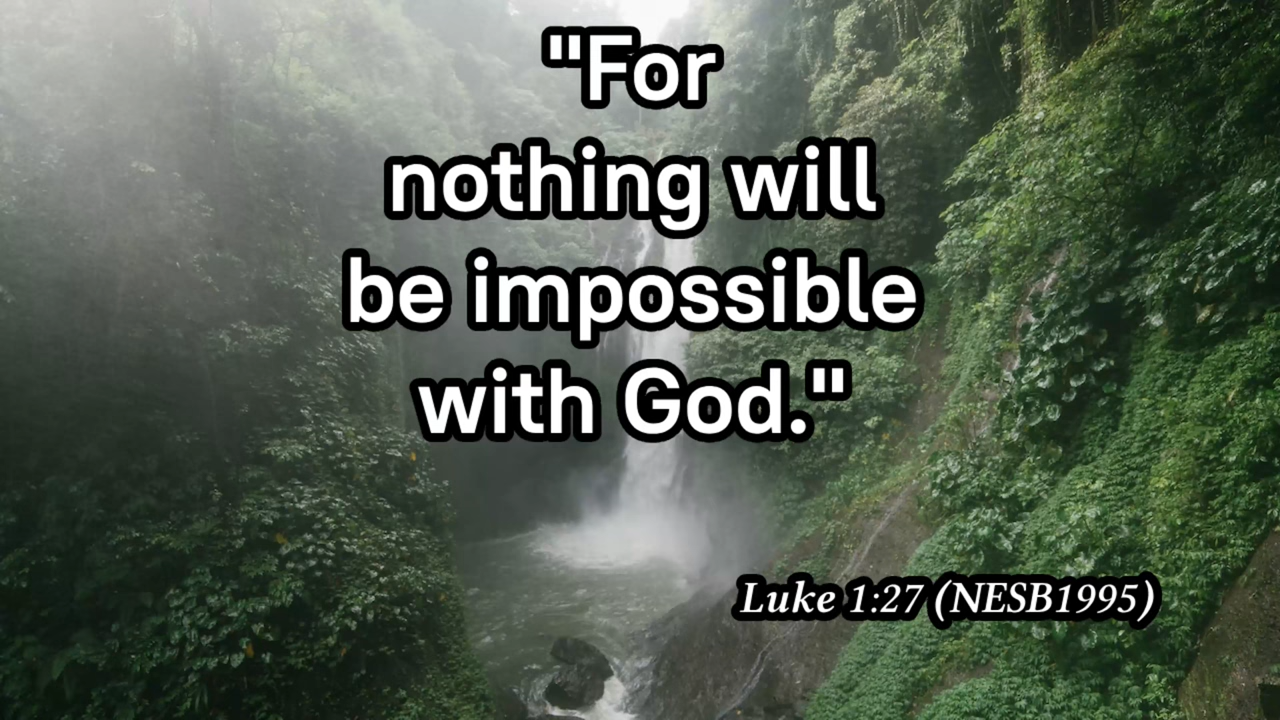 "For
nothing will
be impossible
with God."
Luke 1:27 (NESB1995)